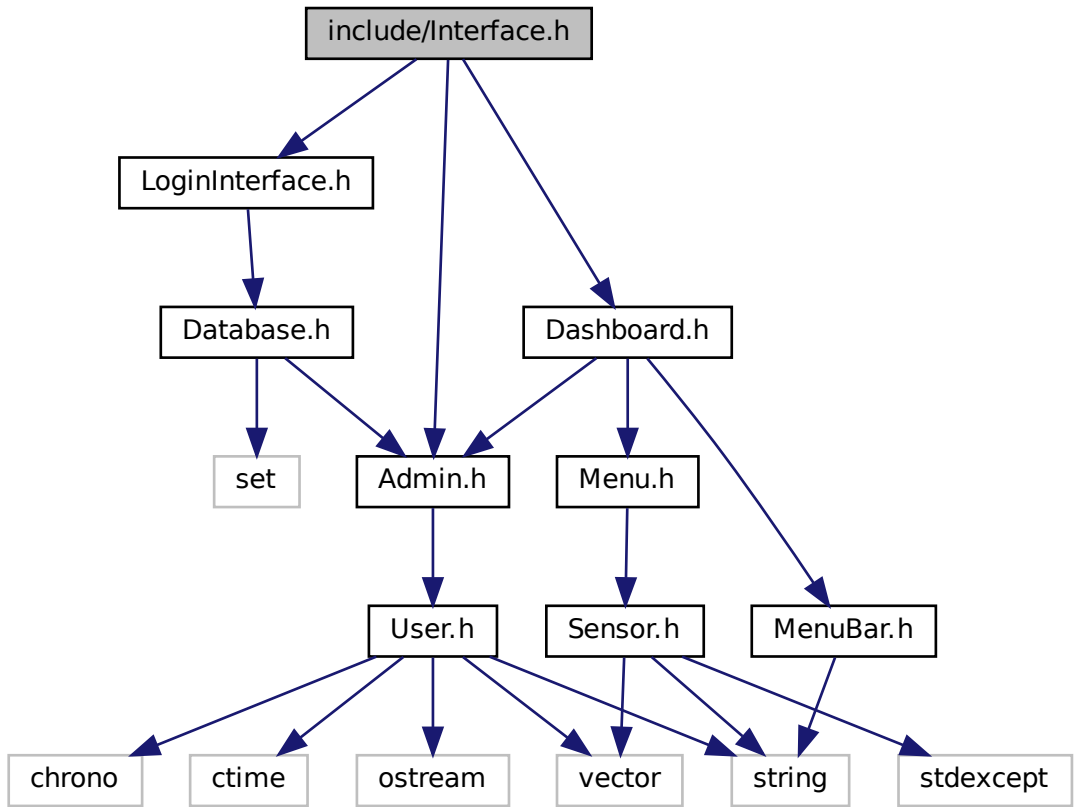 include/Interface.h
LoginInterface.h
Database.h
Dashboard.h
set
Admin.h
Menu.h
User.h
Sensor.h
MenuBar.h
chrono
ctime
ostream
vector
string
stdexcept